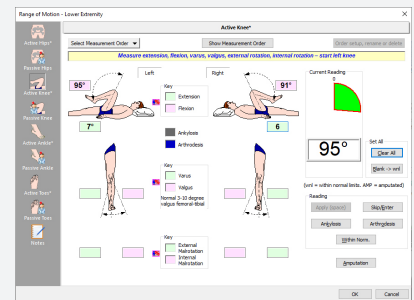 Range of Motion - Lower Extremity
Active Knee*
Select Measurement Order
Show Measurement Order
Order setup, rename or delete
Measure extension, flexion, varus, valgus, external rotation, internal rotation – start left knee
Active Hips*
Passive Hips
Active Knee*
Passive Knee
Active Ankle*
Passive Ankle
Active Toes*
Passive Toes
Notes
Left
Right
95°
91°
Key
Extension
Flexion
7°
6
Ankylosis
Arthrodesis
Key
Varus
Valgus
Normal 3-10 degree
valgus femoral-tibial
Key
External
Malrotation
Internal
Malrotation
Current Reading
0
95°
Set All
Clear All
Blank -> wnl
(wnl = within normal limits. AMP = amputated)
Reading
Apply (space)
Skip/Enter
Ankylosis
Arthrodesis
Within Norm.
Amputation
OK
Cancel